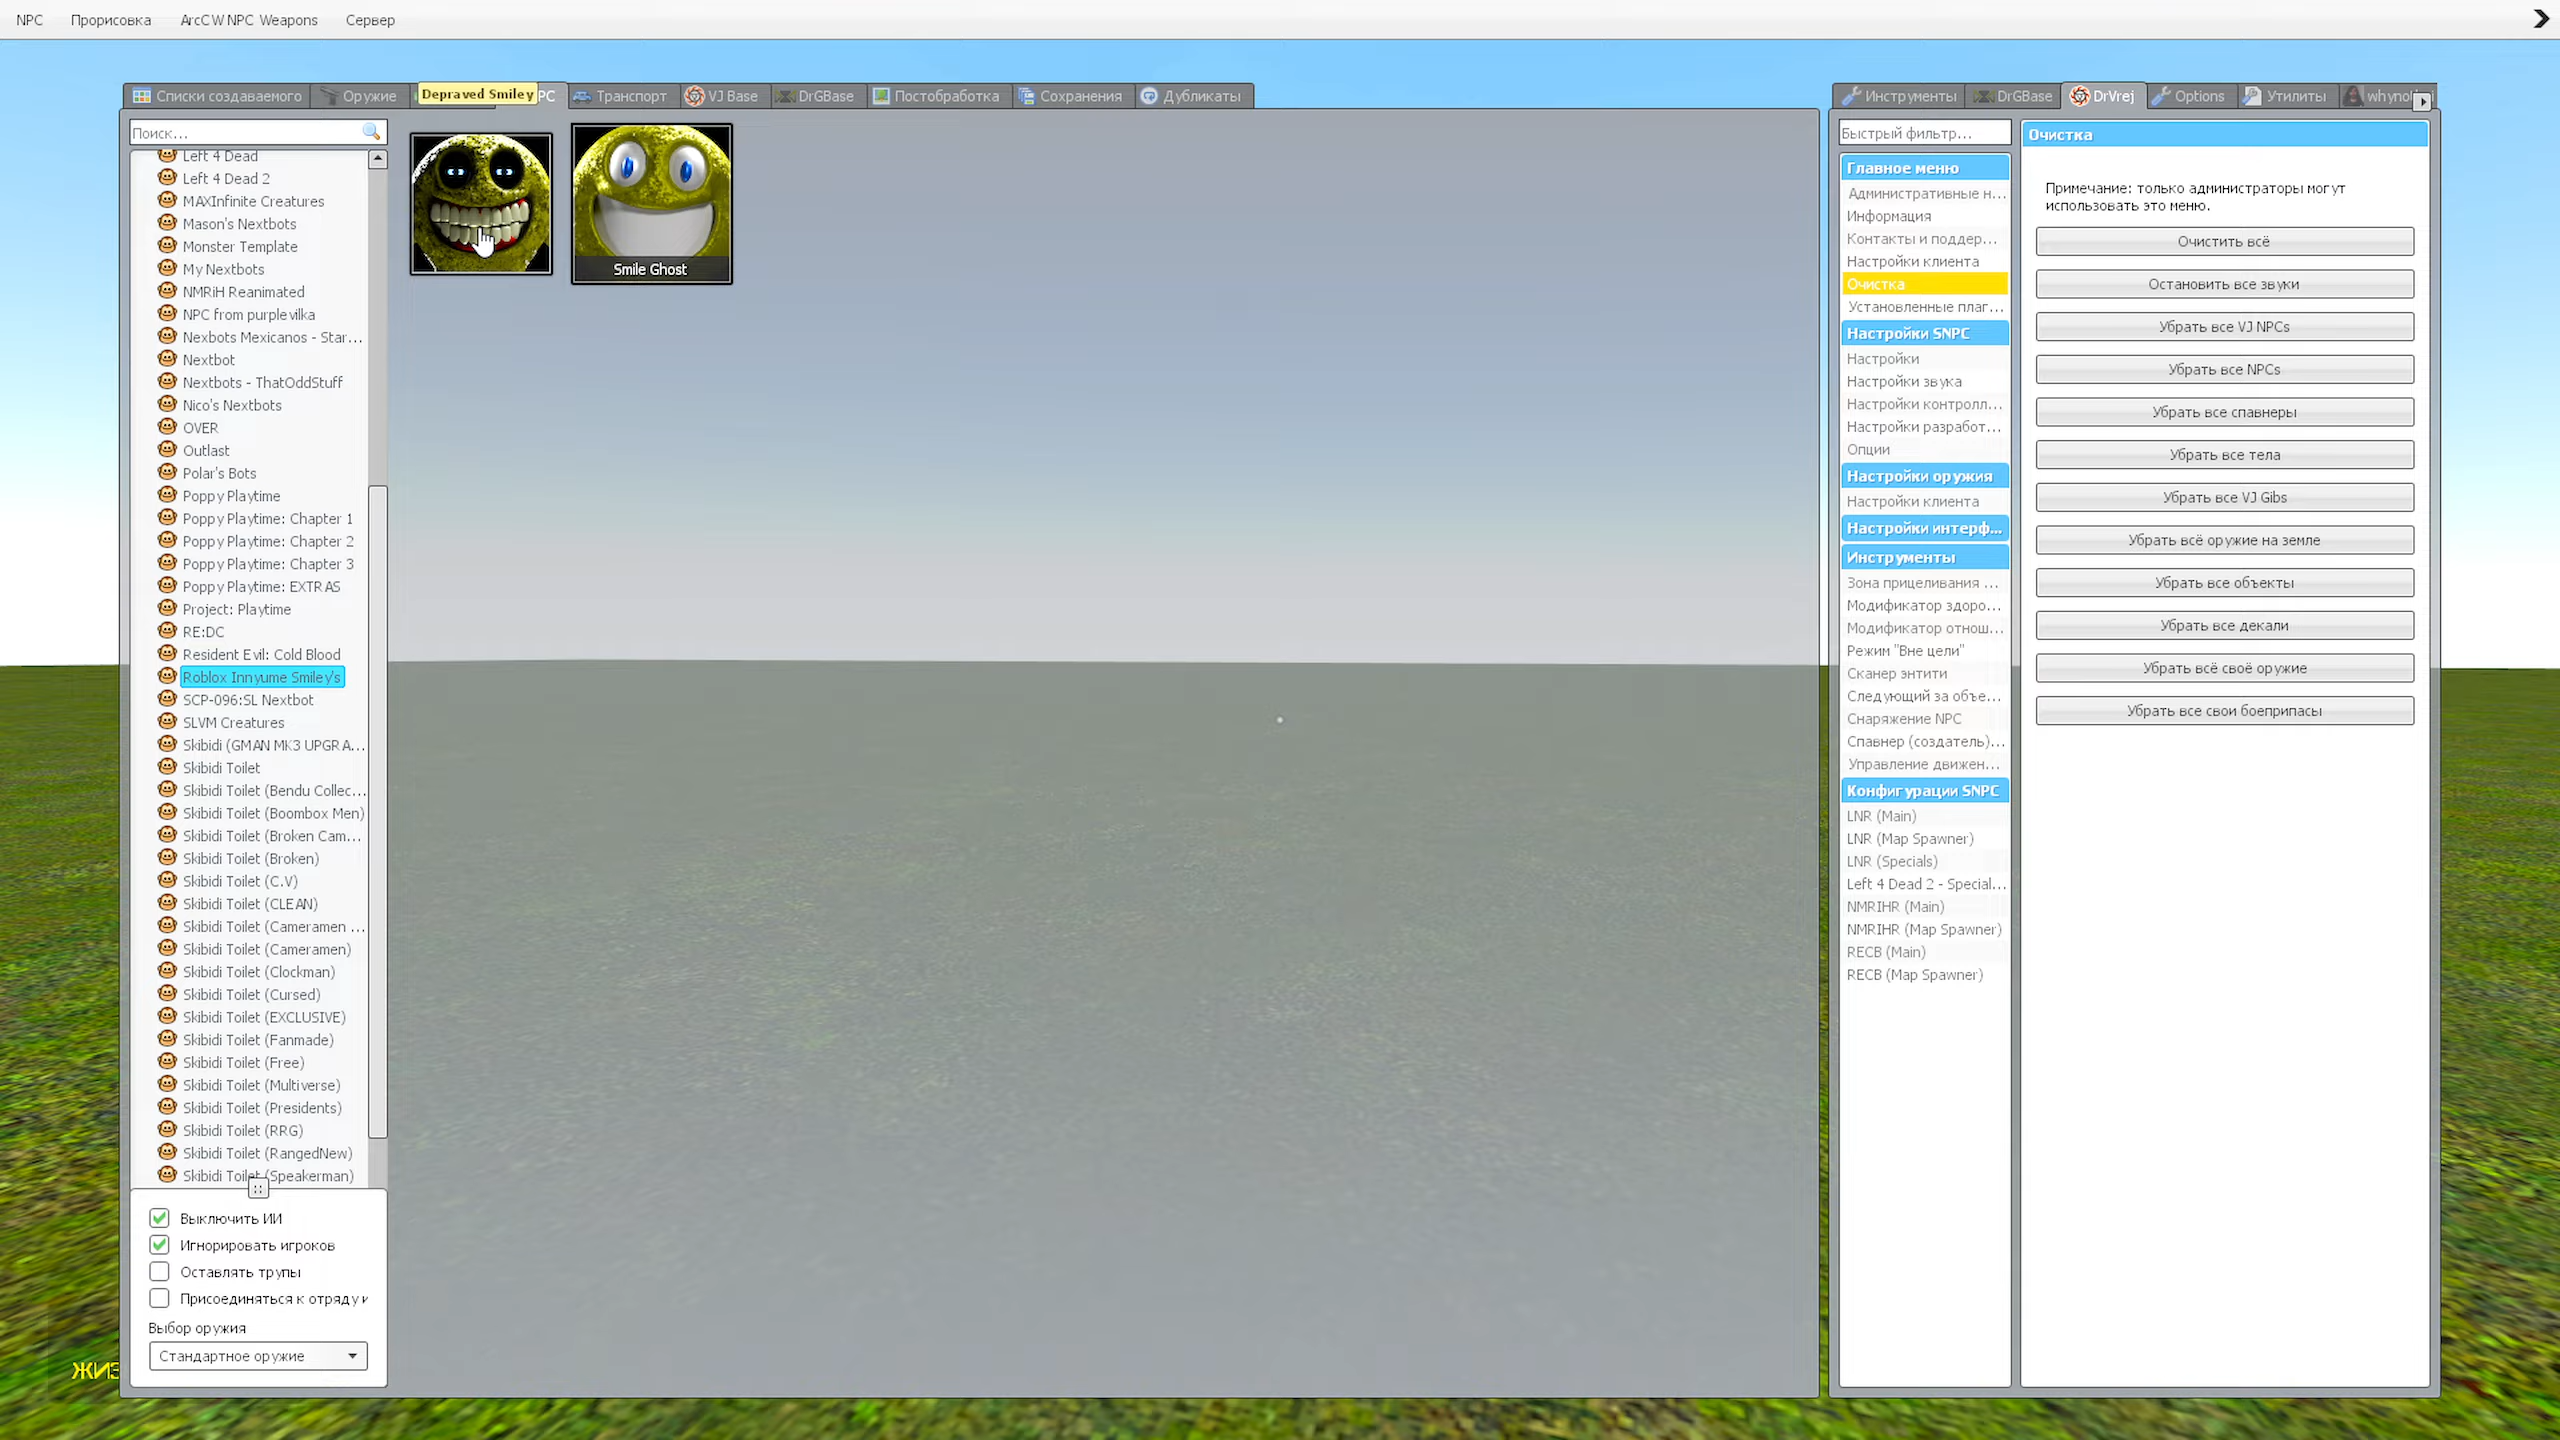 NPC
Прорисовка
ArcCW NPC Weapons
Сервер
Списки создаваемого
Оружие
Depraved Smiley
PC
Транспорт
VJ Base
DrGBase
Постобработка
Сохранения
Дубликаты
Поиск...
Left 4 Dead
Left 4 Dead 2
MAXInfinite Creatures
Mason's Nextbots
Monster Template
My Nextbots
NMRiH Reanimated
NPC from purplevilka
Nexbots Mexicanos - Star...
Nextbot
Nextbots - ThatOddStuff
Nico's Nextbots
OVER
Outlast
Polar's Bots
Poppy Playtime
Poppy Playtime: Chapter 1
Poppy Playtime: Chapter 2
Poppy Playtime: Chapter 3
Poppy Playtime: EXTRAS
Project: Playtime
RE:DC
Resident Evil: Cold Blood
Roblox Innyume Smiley's
SCP-096:SL Nextbot
SLVM Creatures
Skibidi (GMAN MK3 UPGRA...
Skibidi Toilet
Skibidi Toilet (Bendu Collec...
Skibidi Toilet (Boombox Men)
Skibidi Toilet (Broken Cam...
Skibidi Toilet (Broken)
Skibidi Toilet (C.V)
Skibidi Toilet (CLEAN)
Skibidi Toilet (Cameramen ...
Skibidi Toilet (Cameramen)
Skibidi Toilet (Clockman)
Skibidi Toilet (Cursed)
Skibidi Toilet (EXCLUSIVE)
Skibidi Toilet (Fanmade)
Skibidi Toilet (Free)
Skibidi Toilet (Multiverse)
Skibidi Toilet (Presidents)
Skibidi Toilet (RRG)
Skibidi Toilet (RangedNew)
Skibidi Toilet (Speakerman)
Выключить ИИ
Игнорировать игроков
Оставлять трупы
Присоединяться к отряду и
Выбор оружия
Стандартное оружие
ЖИЗ
Smile Ghost
Инструменты
DrGBase
DrVrej
Options
Утилиты
Быстрый фильтр...
Главное меню
Административные н...
Информация
Контакты и поддер...
Настройки клиента
Очистка
Установленные плаг...
Настройки SNPC
Настройки
Настройки звука
Настройки контролл...
Настройки разработ...
Опции
Настройки оружия
Настройки клиента
Настройки интерф...
Инструменты
Зона прицеливания ...
Модификатор здоро...
Модификатор отнош...
Режим "Вне цели"
Сканер энтити
Следующий за объе...
Снаряжение NPC
Спавнер (создатель)...
Управление движен...
Конфигурации SNPC
LNR (Main)
LNR (Map Spawner)
LNR (Specials)
Left 4 Dead 2 - Special...
NMRIHR (Main)
NMRIHR (Map Spawner)
RECB (Main)
RECB (Map Spawner)
Очистка
Примечание: только администраторы могут
использовать это меню.
Очистить всё
Остановить все звуки
Убрать все VJ NPCs
Убрать все NPCs
Убрать все спавнеры
Убрать все тела
Убрать все VJ Gibs
Убрать всё оружие на земле
Убрать все объекты
Убрать все декали
Убрать всё своё оружие
Убрать все свои боеприпасы